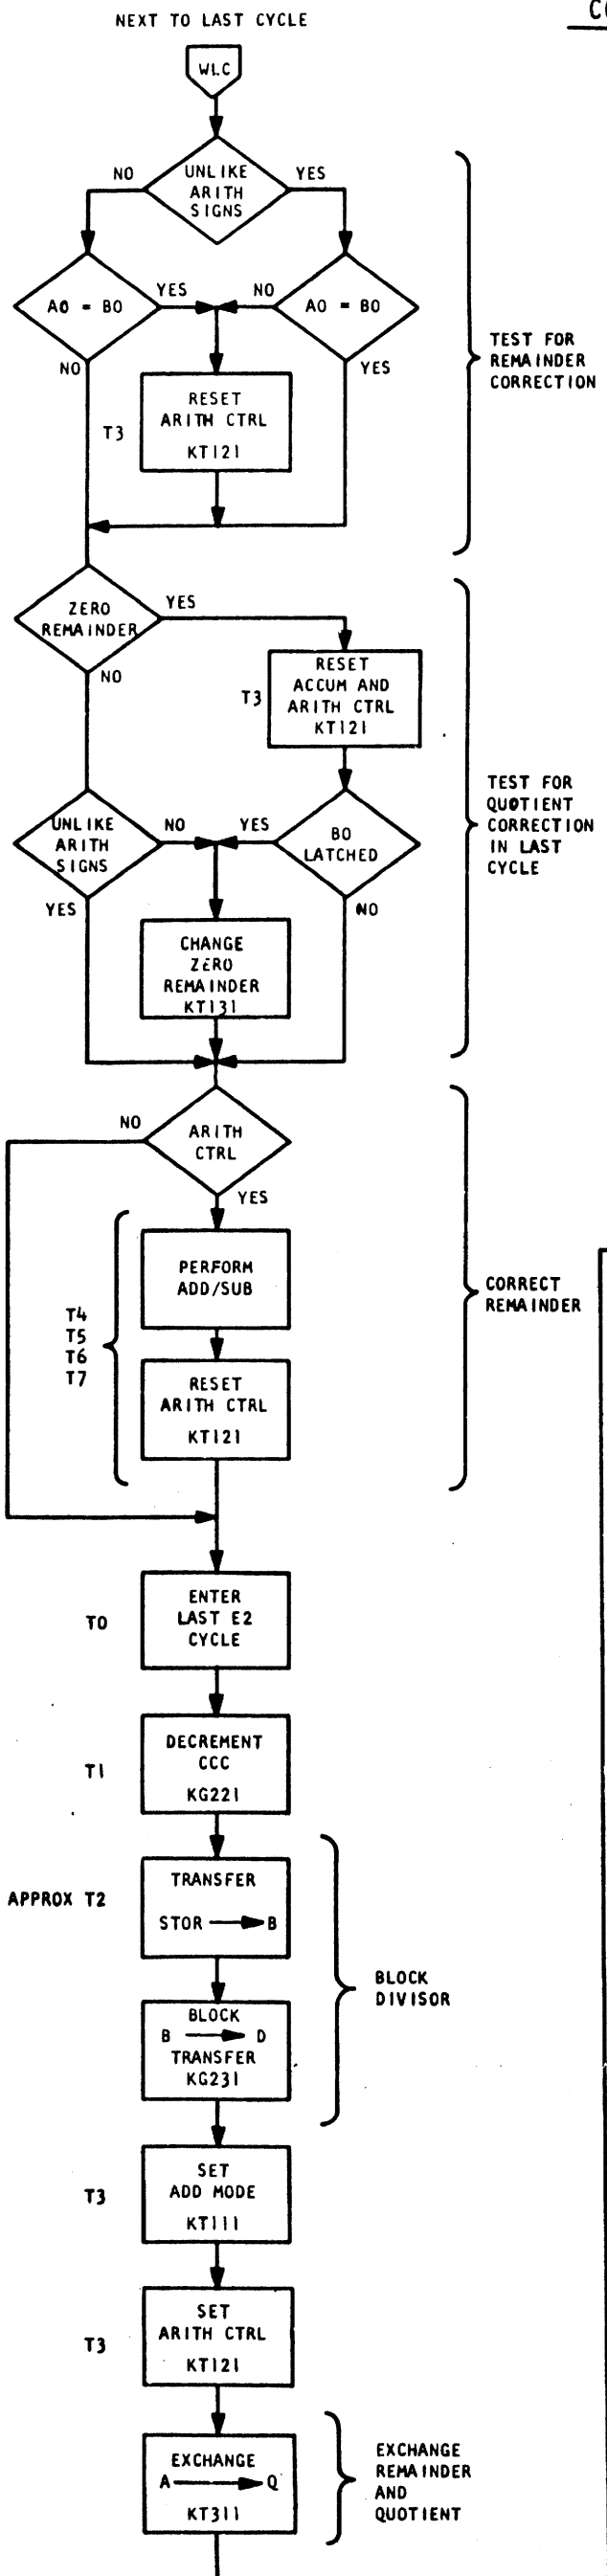 NEXT TO LAST CYCLE
WLC
NO
UNLIKE
ARITH
SIGNS
YES
A0 = B0
YES
NO
A0 = B0
NO
YES
TEST FOR
REMAINDER
CORRECTION
T3
RESET
ARITH CTRL
KT121
ZERO
REMAINDER
YES
NO
T3
RESET
ACCUM AND
ARITH CTRL
KT121
UNLIKE
ARITH
SIGNS
NO
YES
B0
LATCHED
YES
NO
TEST FOR
QUOTIENT
CORRECTION
IN LAST
CYCLE
CHANGE
ZERO
REMAINDER
KT131
NO
ARITH
CTRL
YES
T4
T5
T6
T7
PERFORM
ADD/SUB
RESET
ARITH CTRL
KT121
CORRECT
REMAINDER
T0
ENTER
LAST E2
CYCLE
T1
DECREMENT
CCC
KG221
APPROX T2
TRANSFER
STOR → B
BLOCK
B → D
TRANSFER
KG231
BLOCK
DIVISOR
T3
SET
ADD MODE
KT111
T3
SET
ARITH CTRL
KT121
EXCHANGE
A → Q
KT311
EXCHANGE
REMAINDER
AND
QUOTIENT